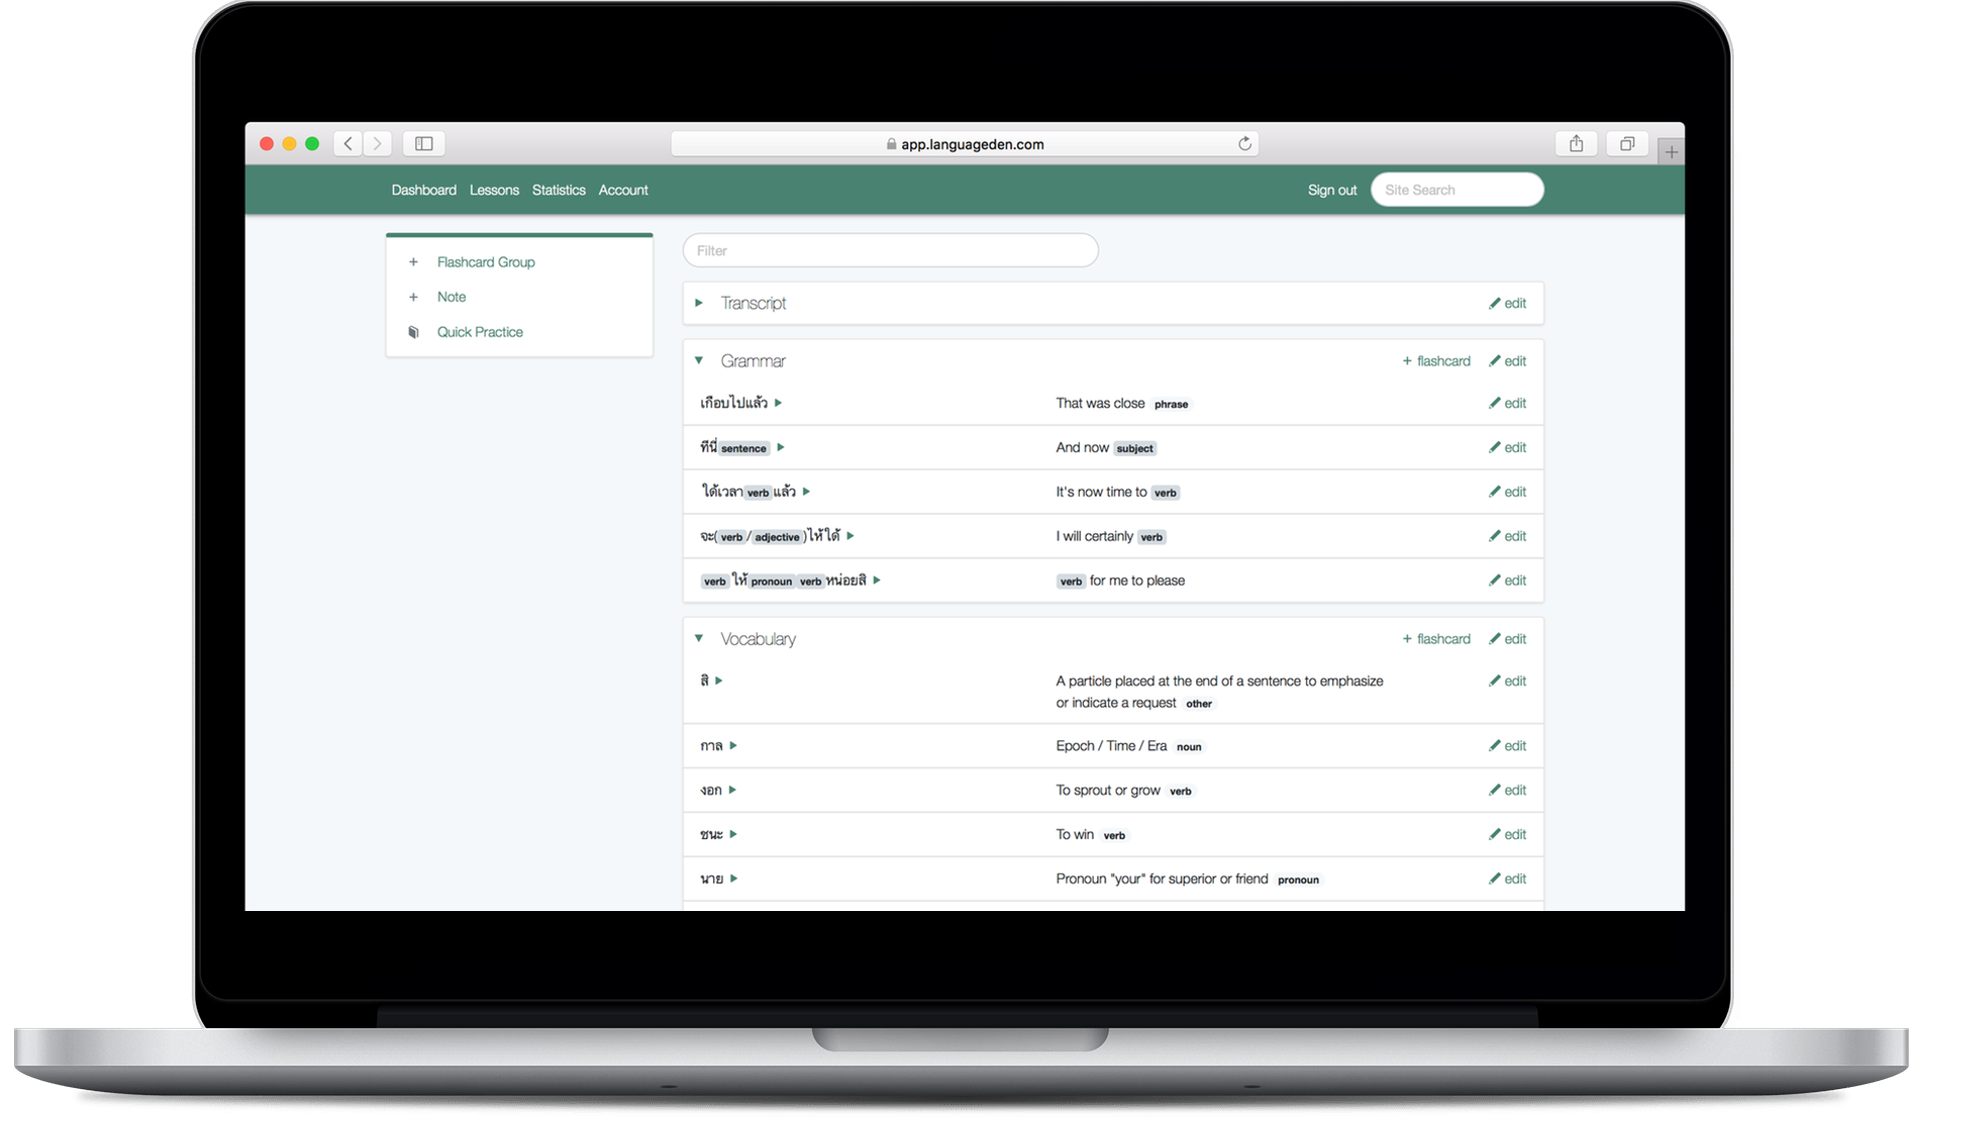 app.languageden.com
Dashboard Lessons Statistics Account Sign out Site Search
+ Flashcard Group
+ Note
Quick Practice
Filter
Transcript edit
Grammar + flashcard edit
เกือบไปแล้ว That was close phrase edit
ทีนี่ sentence And now subject edit
ได้เวลา verb แล้ว It's now time to verb edit
จะ( verb / adjective )ให้ได้ I will certainly verb edit
verb ให้ pronoun verb หน่อยสิ verb for me to please edit
Vocabulary + flashcard edit
สิ A particle placed at the end of a sentence to emphasize edit
or indicate a request other
กาล Epoch / Time / Era noun edit
งอก To sprout or grow verb edit
ชนะ To win verb edit
นาย Pronoun "your" for superior or friend pronoun edit